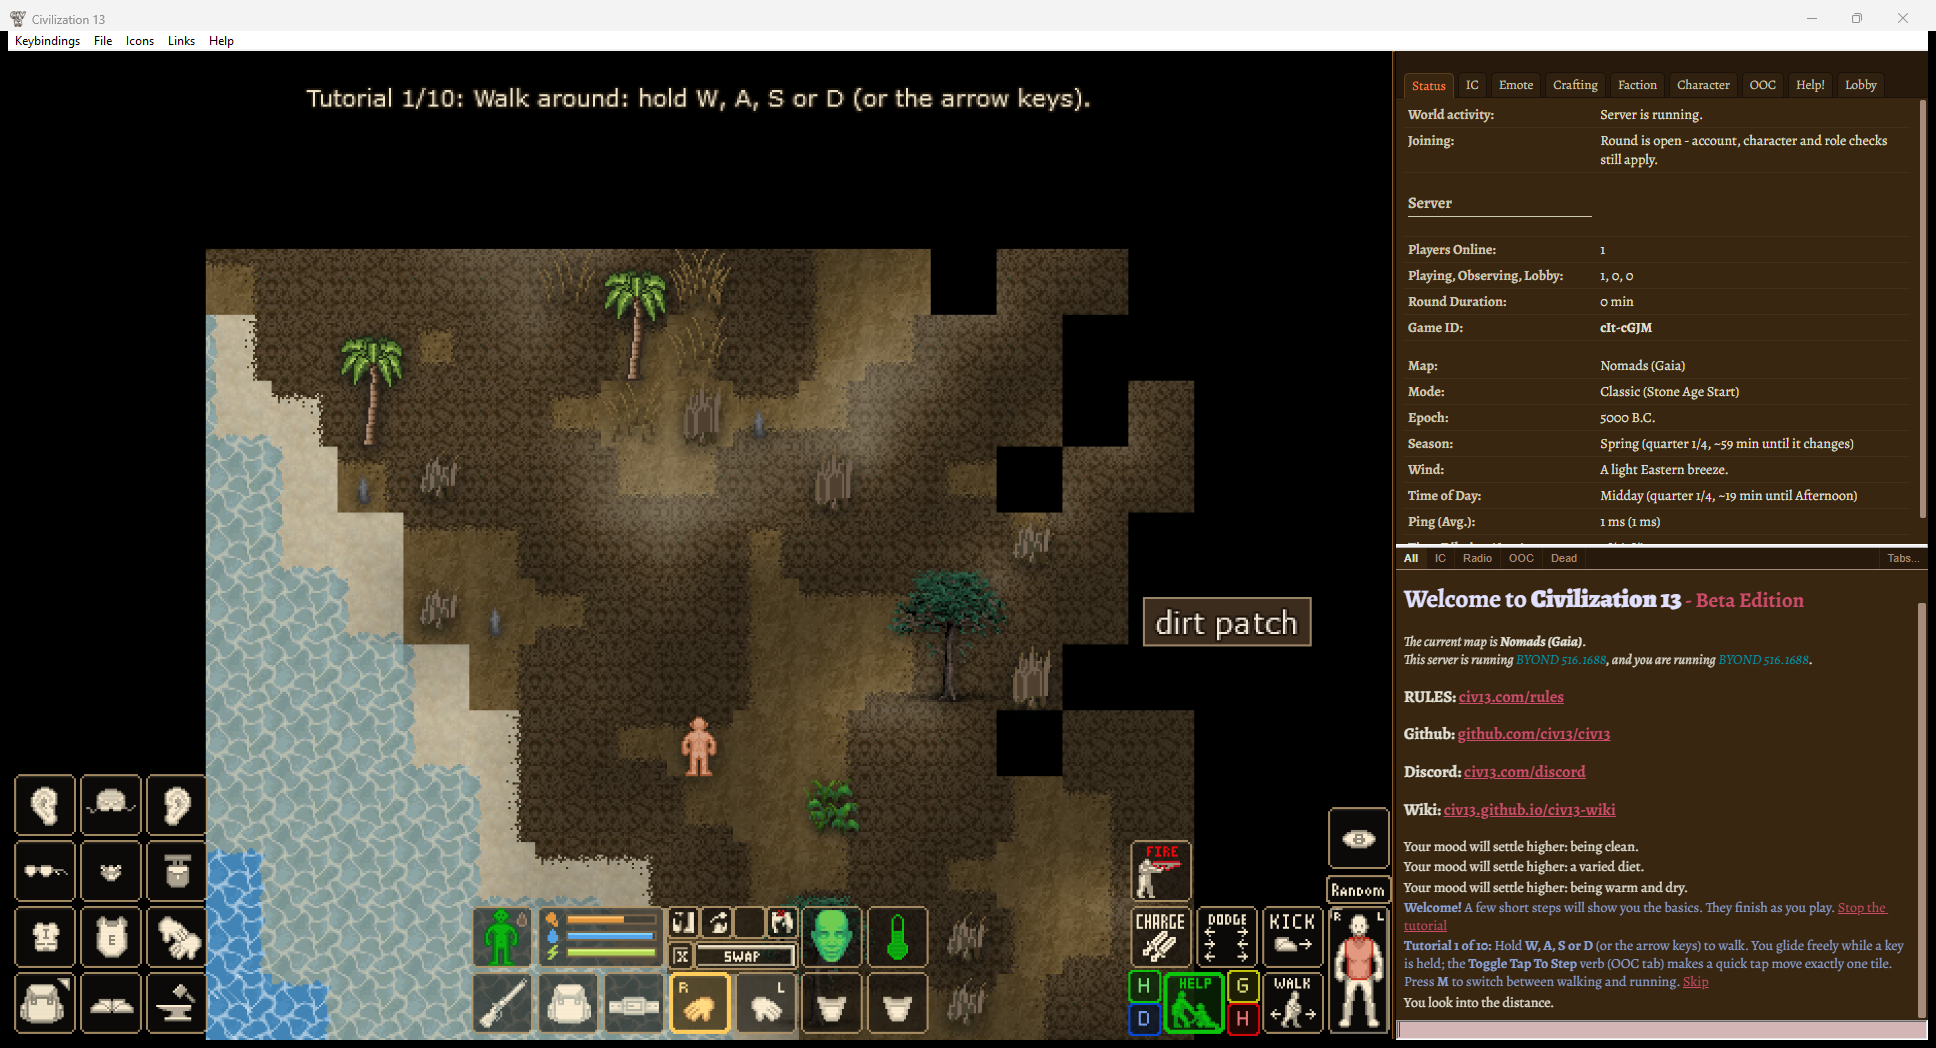 Civilization 13
Keybindings File Icons Links Help
Tutorial 1/10: Walk around: hold W, A, S or D (or the arrow keys).
dirt patch
FIRE
CHARGE
DODGE
KICK
Random
R L
X
SWAP
E
B
R
L
H
D
HELP
G
H
WALK
Status IC Emote Crafting Faction Character OOC Help! Lobby
World activity: Server is running.
Joining: Round is open - account, character and role checks
still apply.
Server
Players Online: 1
Playing, Observing, Lobby: 1, 0, 0
Round Duration: 0 min
Game ID: cIt-cGJM
Map: Nomads (Gaia)
Mode: Classic (Stone Age Start)
Epoch: 5000 B.C.
Season: Spring (quarter 1/4, ~59 min until it changes)
Wind: A light Eastern breeze.
Time of Day: Midday (quarter 1/4, ~19 min until Afternoon)
Ping (Avg.): 1 ms (1 ms)
All IC Radio OOC Dead Tabs...
Welcome to Civilization 13 - Beta Edition
The current map is Nomads (Gaia).
This server is running BYOND 516.1688, and you are running BYOND 516.1688.
RULES: civ13.com/rules
Github: github.com/civ13/civ13
Discord: civ13.com/discord
Wiki: civ13.github.io/civ13-wiki
Your mood will settle higher: being clean.
Your mood will settle higher: a varied diet.
Your mood will settle higher: being warm and dry.
Welcome! A few short steps will show you the basics. They finish as you play. Stop the
tutorial
Tutorial 1 of 10: Hold W, A, S or D (or the arrow keys) to walk. You glide freely while a key
is held; the Toggle Tap To Step verb (OOC tab) makes a quick tap move exactly one tile.
Press M to switch between walking and running. Skip
You look into the distance.